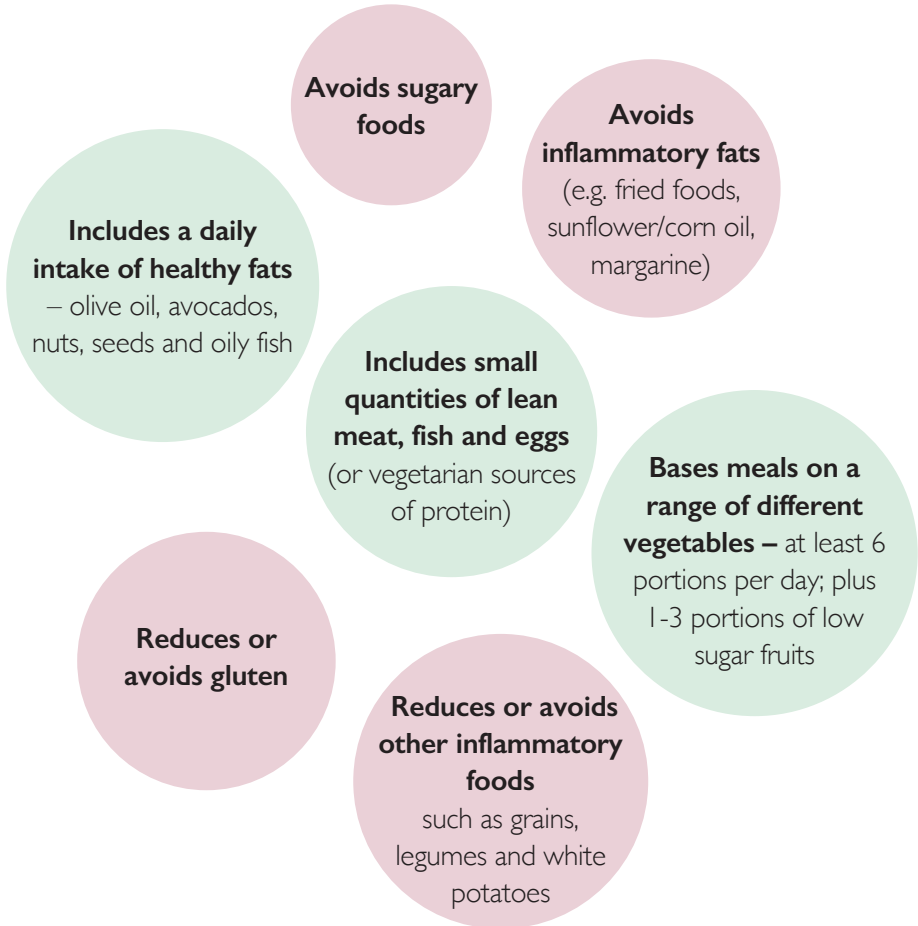 Avoids sugary
foods
Avoids
inflammatory fats
(e.g. fried foods,
sunflower/corn oil,
margarine)
Includes a daily
intake of healthy fats
– olive oil, avocados,
nuts, seeds and oily fish
Includes small
quantities of lean
meat, fish and eggs
(or vegetarian sources
of protein)
Bases meals on a
range of different
vegetables – at least 6
portions per day; plus
1-3 portions of low
sugar fruits
Reduces or
avoids gluten
Reduces or avoids
other inflammatory
foods
such as grains,
legumes and white
potatoes